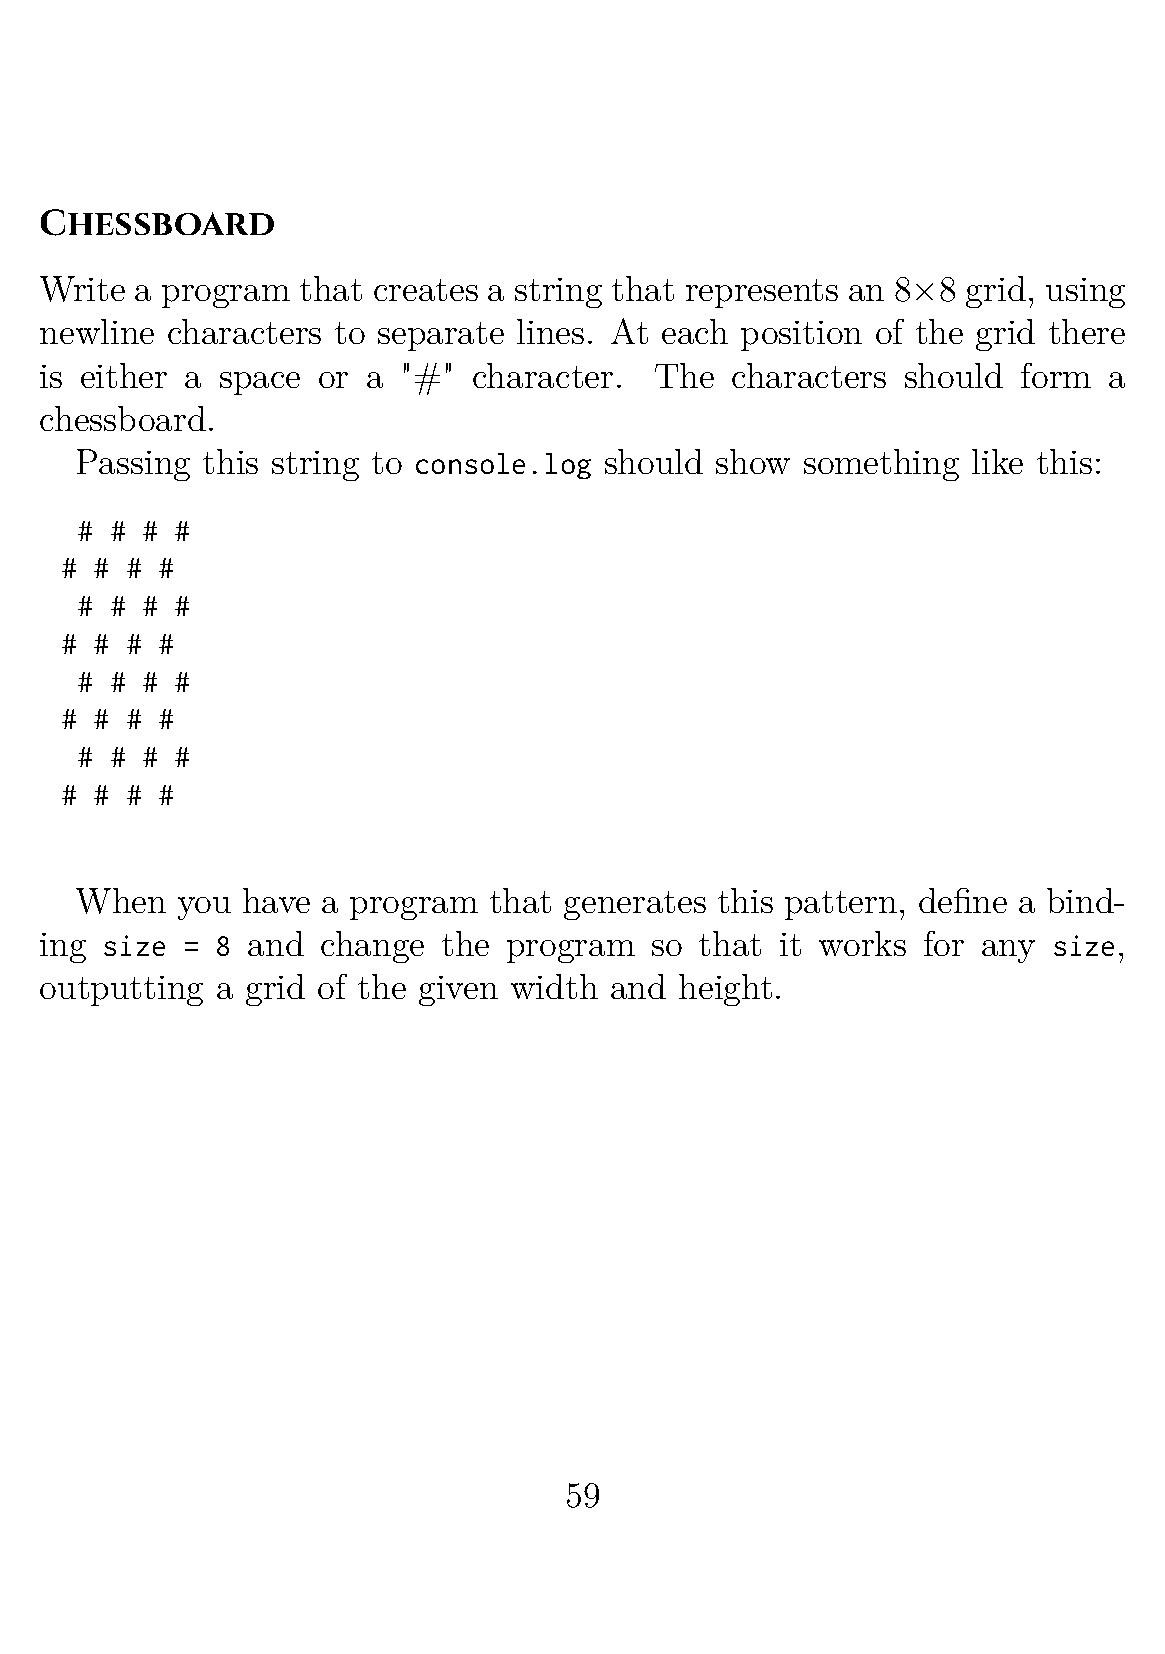 CHESSBOARD
Write a program that creates a string that represents an 8×8 grid, using
newline characters to separate lines. At each position of the grid there
is either a space or a "#" character. The characters should form a
chessboard.
Passing this string to console.log should show something like this:
 # # # #
# # # #
 # # # #
# # # #
 # # # #
# # # #
 # # # #
# # # #
When you have a program that generates this pattern, define a bind-
ing size = 8 and change the program so that it works for any size,
outputting a grid of the given width and height.
59